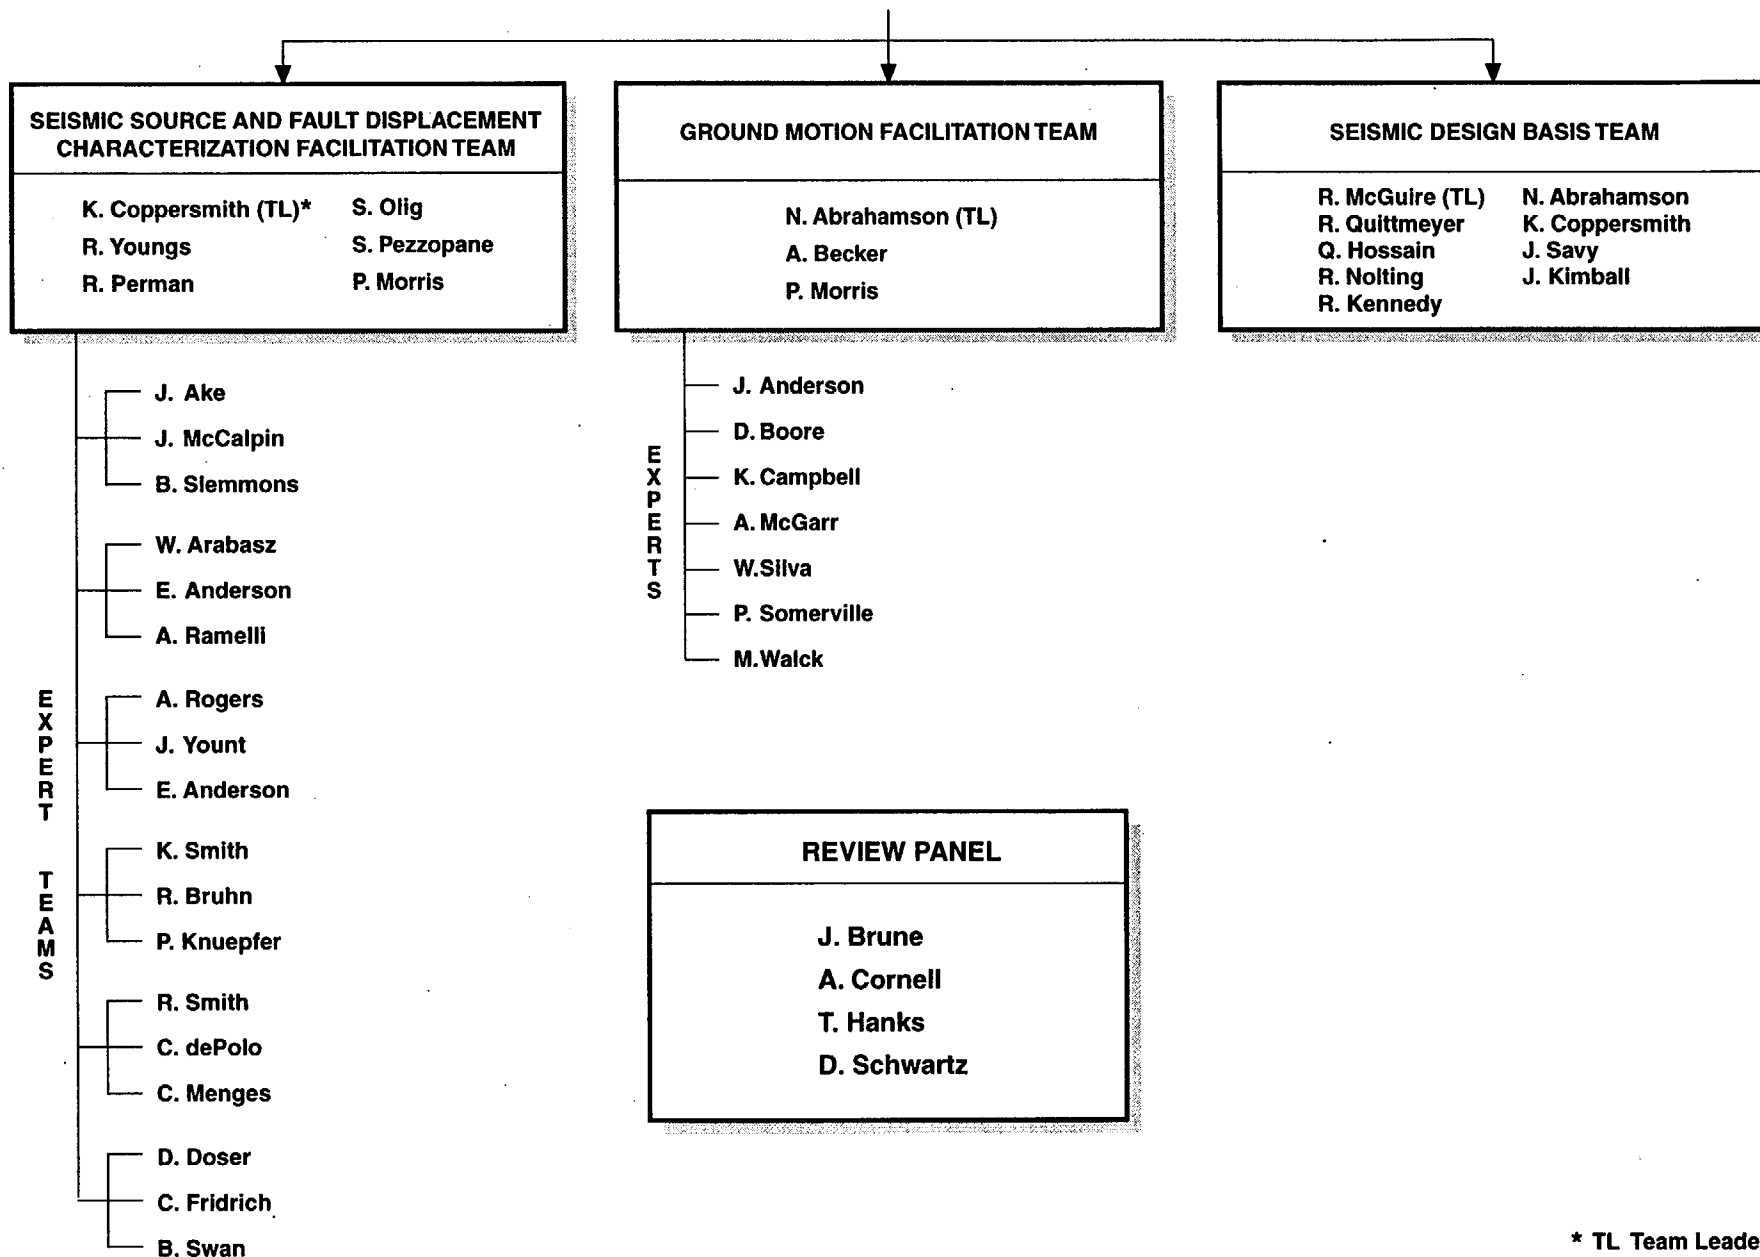 SEISMIC SOURCE AND FAULT DISPLACEMENT
CHARACTERIZATION FACILITATION TEAM
K. Coppersmith (TL)*
R. Youngs
R. Perman
S. Olig
S. Pezzopane
P. Morris
GROUND MOTION FACILITATION TEAM
N. Abrahamson (TL)
A. Becker
P. Morris
SEISMIC DESIGN BASIS TEAM
R. McGuire (TL)
R. Quittmeyer
Q. Hossain
R. Nolting
R. Kennedy
N. Abrahamson
K. Coppersmith
J. Savy
J. Kimball
EXPERT TEAMS
J. Ake
J. McCalpin
B. Slemmons
W. Arabasz
E. Anderson
A. Ramelli
A. Rogers
J. Yount
E. Anderson
K. Smith
R. Bruhn
P. Knuepfer
R. Smith
C. dePolo
C. Menges
D. Doser
C. Fridrich
B. Swan
EXPERTS
J. Anderson
D. Boore
K. Campbell
A. McGarr
W.Silva
P. Somerville
M.Walck
REVIEW PANEL
J. Brune
A. Cornell
T. Hanks
D. Schwartz
* TL Team Leade